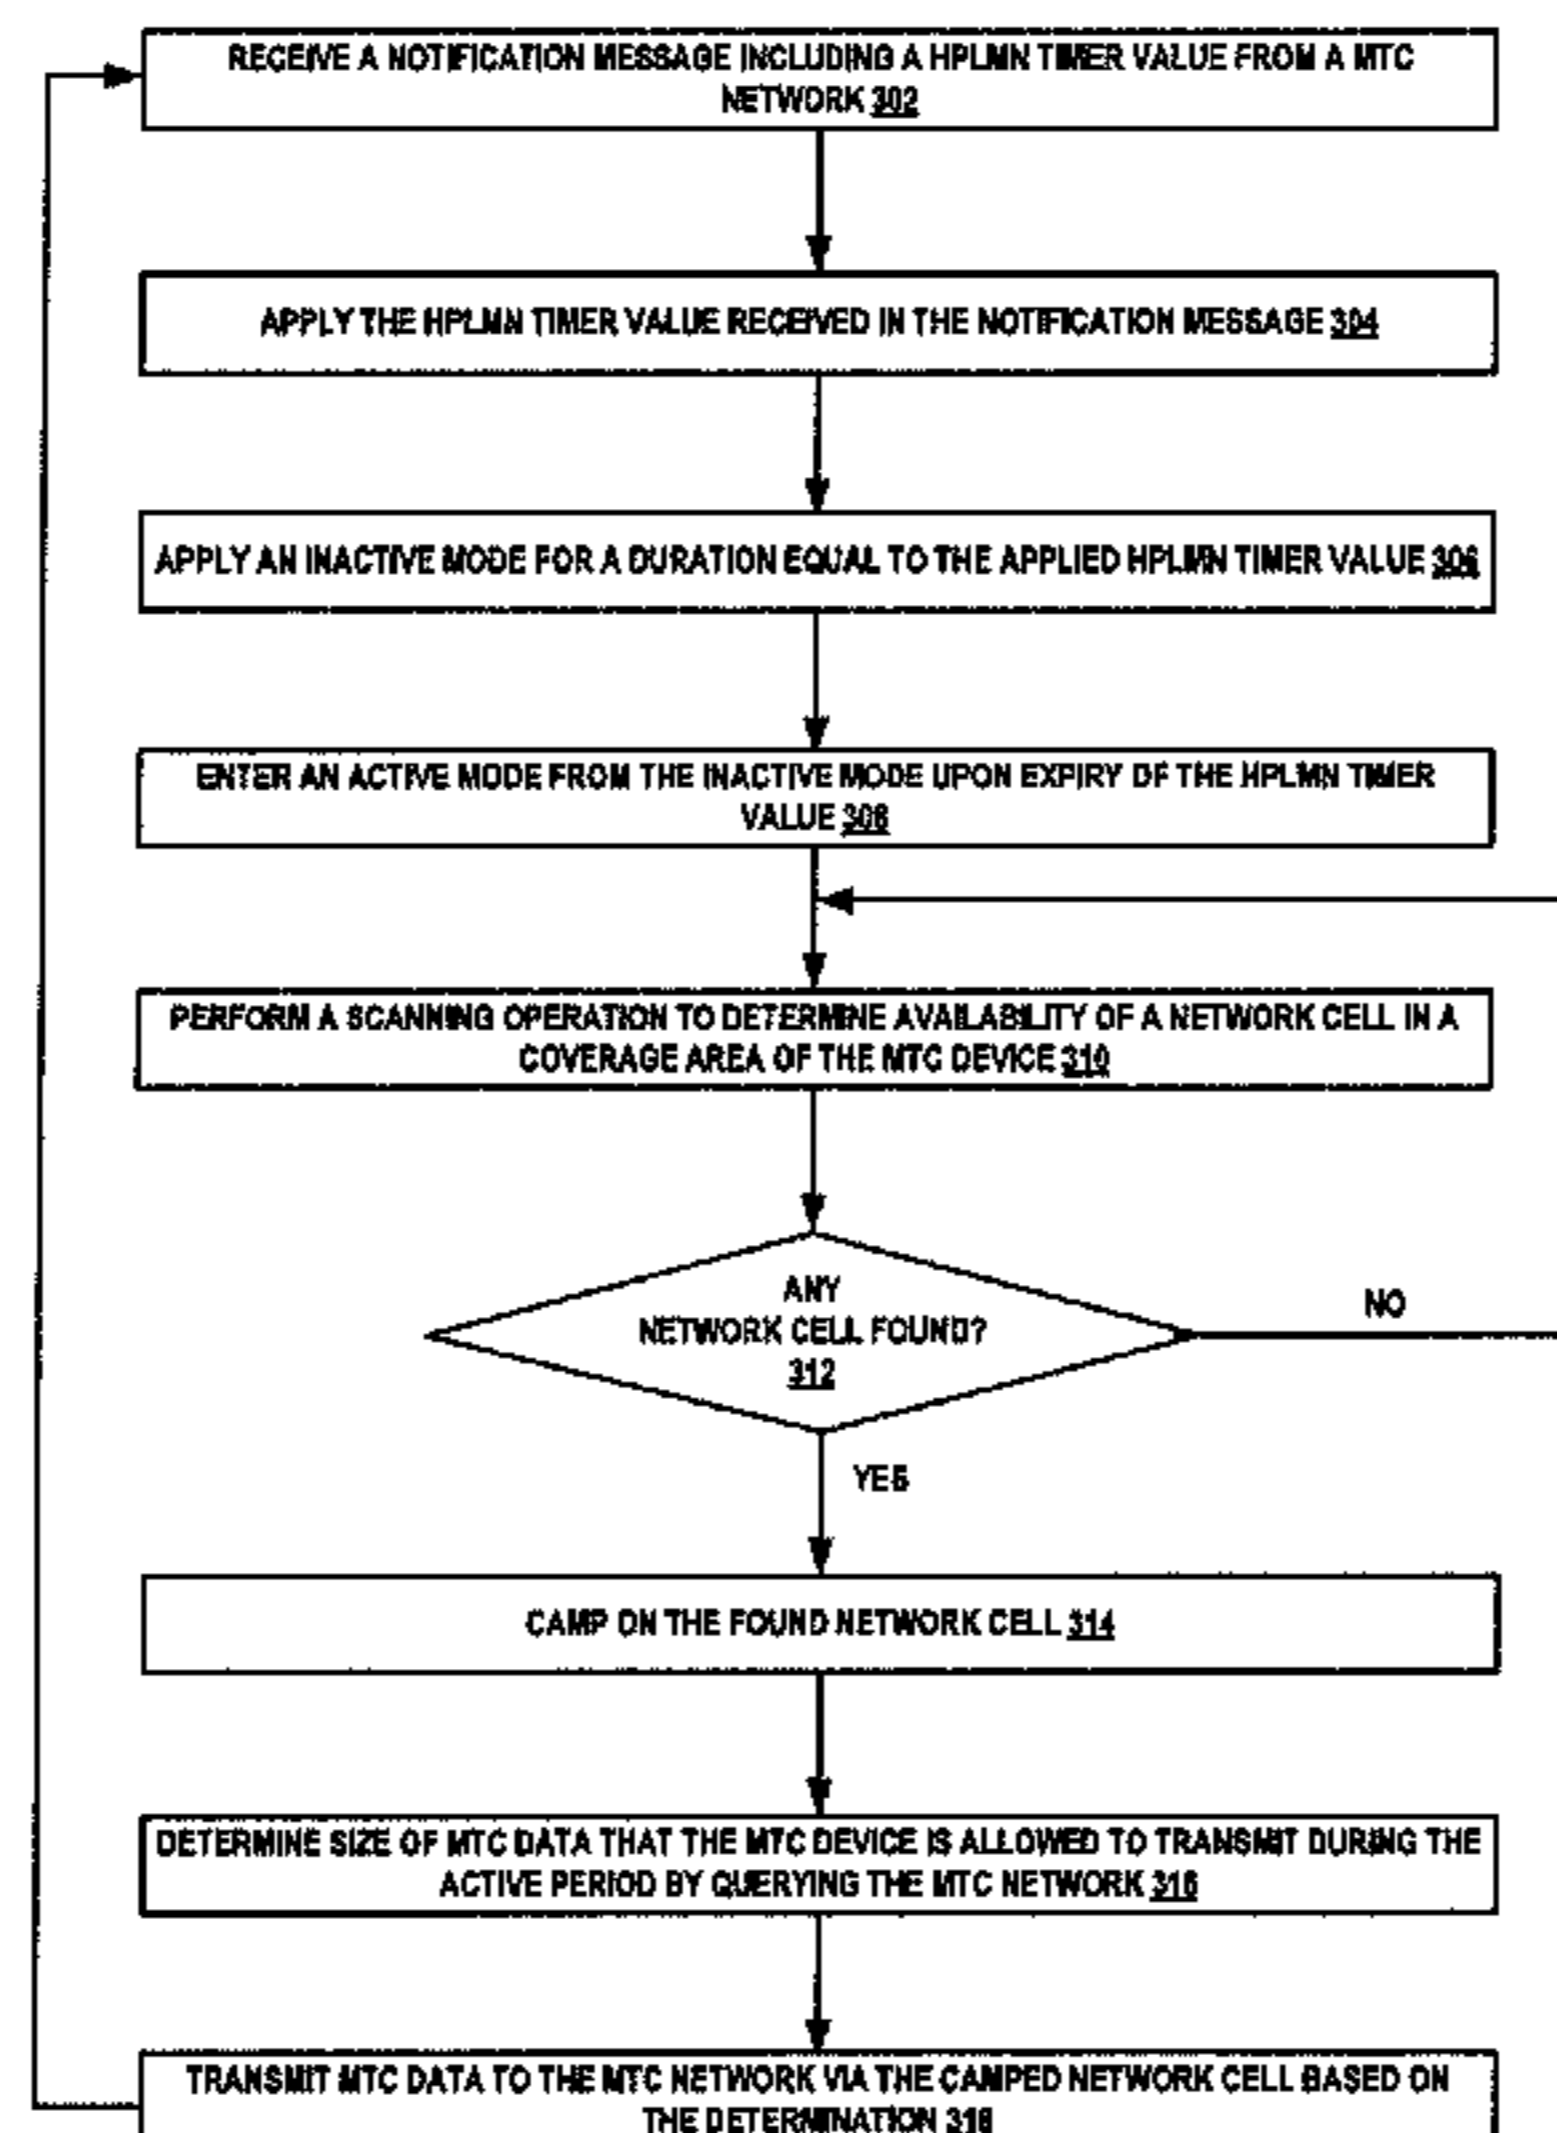 RECEIVE A NOTIFICATION MESSAGE INCLUDING A HPLMN TIMER VALUE FROM A MTC
NETWORK 302
APPLY THE HPLMN TIMER VALUE RECEIVED IN THE NOTIFICATION MESSAGE 304
APPLY AN INACTIVE MODE FOR A DURATION EQUAL TO THE APPLIED HPLMN TIMER VALUE 306
ENTER AN ACTIVE MODE FROM THE INACTIVE MODE UPON EXPIRY OF THE HPLMN TIMER
VALUE 308
PERFORM A SCANNING OPERATION TO DETERMINE AVAILABILITY OF A NETWORK CELL IN A
COVERAGE AREA OF THE MTC DEVICE 310
ANY
NETWORK CELL FOUND?
312
NO
YES
CAMP ON THE FOUND NETWORK CELL 314
DETERMINE SIZE OF MTC DATA THAT THE MTC DEVICE IS ALLOWED TO TRANSMIT DURING THE
ACTIVE PERIOD BY QUERYING THE MTC NETWORK 316
TRANSMIT MTC DATA TO THE MTC NETWORK VIA THE CAMPED NETWORK CELL BASED ON
THE DETERMINATION 318